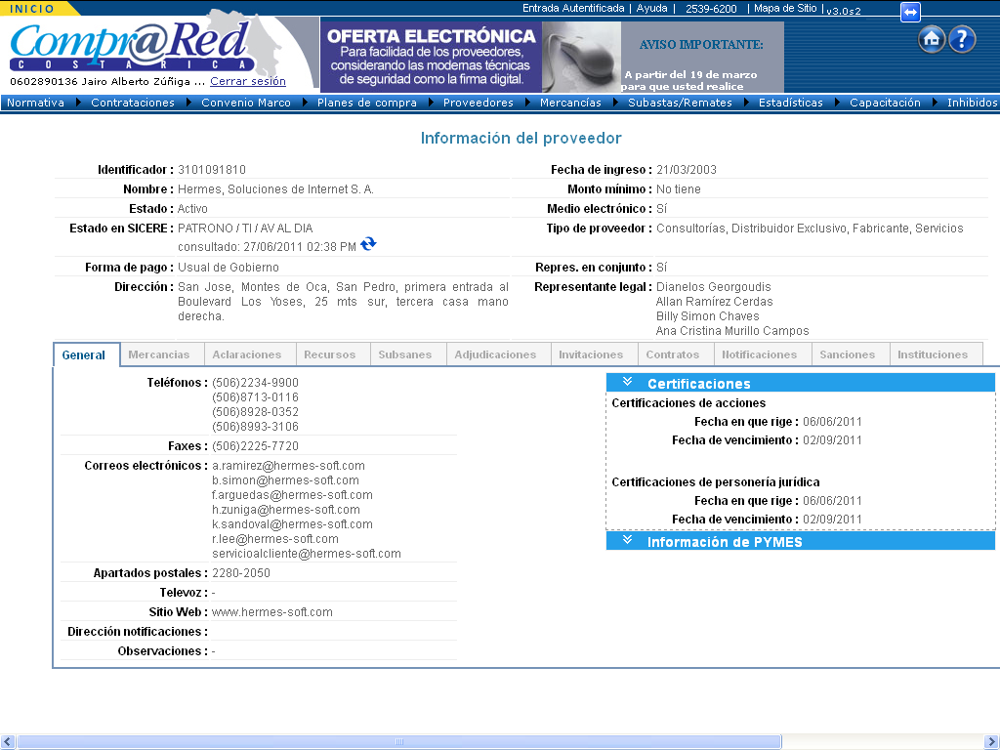 INICIO
Entrada Autentificada | Ayuda | 2539-6200 | Mapa de Sitio | v3.0s2
Compr@Red
COSTA RICA
0602890136 Jairo Alberto Zúñiga ... Cerrar sesión
OFERTA ELECTRÓNICA
Para facilidad de los proveedores,
considerando las modernas técnicas
de seguridad como la firma digital.
AVISO IMPORTANTE:
A partir del 19 de marzo
para que usted realice
Normativa Contrataciones Convenio Marco Planes de compra Proveedores Mercancías Subastas/Remates Estadísticas Capacitación Inhibidos
Información del proveedor
Identificador : 3101091810
Nombre : Hermes, Soluciones de Internet S. A.
Estado : Activo
Estado en SICERE : PATRONO / TI / AV AL DIA
consultado: 27/06/2011 02:38 PM
Forma de pago : Usual de Gobierno
Dirección : San Jose, Montes de Oca, San Pedro, primera entrada al
Boulevard Los Yoses, 25 mts sur, tercera casa mano
derecha.
Fecha de ingreso : 21/03/2003
Monto mínimo : No tiene
Medio electrónico : Sí
Tipo de proveedor : Consultorías, Distribuidor Exclusivo, Fabricante, Servicios
Repres. en conjunto : Sí
Representante legal : Dianelos Georgoudis
Allan Ramírez Cerdas
Billy Simon Chaves
Ana Cristina Murillo Campos
General Mercancias Aclaraciones Recursos Subsanes Adjudicaciones Invitaciones Contratos Notificaciones Sanciones Instituciones
Teléfonos : (506)2234-9900
(506)8713-0116
(506)8928-0352
(506)8993-3106
Faxes : (506)2225-7720
Correos electrónicos : a.ramirez@hermes-soft.com
b.simon@hermes-soft.com
f.arguedas@hermes-soft.com
h.zuniga@hermes-soft.com
k.sandoval@hermes-soft.com
r.lee@hermes-soft.com
servicioalcliente@hermes-soft.com
Apartados postales : 2280-2050
Televoz : -
Sitio Web : www.hermes-soft.com
Dirección notificaciones :
Observaciones : -
Certificaciones
Certificaciones de acciones
Fecha en que rige : 06/06/2011
Fecha de vencimiento : 02/09/2011
Certificaciones de personería jurídica
Fecha en que rige : 06/06/2011
Fecha de vencimiento : 02/09/2011
Información de PYMES